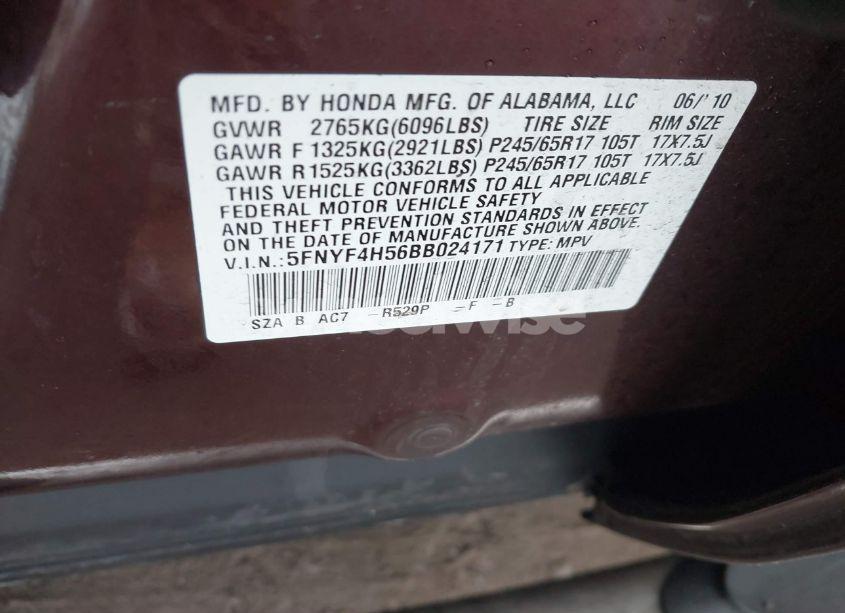 MFD. BY HONDA MFG. OF ALABAMA, LLC 06/'10
GVWR 2765KG(6096LBS) TIRE SIZE RIM SIZE
GAWR F 1325KG(2921LBS) P245/65R17 105T 17X7.5J
GAWR R 1525KG(3362LBS) P245/65R17 105T 17X7.5J
THIS VEHICLE CONFORMS TO ALL APPLICABLE
FEDERAL MOTOR VEHICLE SAFETY
AND THEFT PREVENTION STANDARDS IN EFFECT
ON THE DATE OF MANUFACTURE SHOWN ABOVE.
V.I.N.: 5FNYF4H56BB024171 TYPE: MPV
SZA B AC7 -R529P -F -B